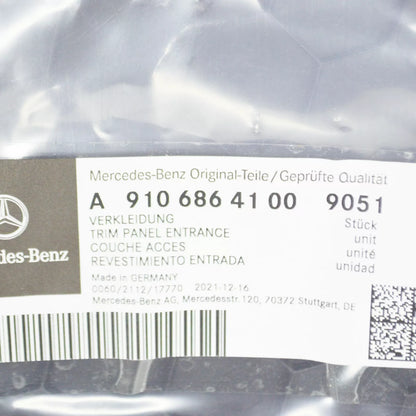 Mercedes-Benz Original-Teile/Geprüfte Qualität
A 910 686 41 00 9051
VERKLEIDUNG
TRIM PANEL ENTRANCE
COUCHE ACCES
REVESTIMIENTO ENTRADA
Stück
unit
unité
unidad
des-Benz
Made in GERMANY
0060/2112/17770 2021-12-16
Mercedes-Benz AG, Mercedesstr.120, 70372 Stuttgart, DE